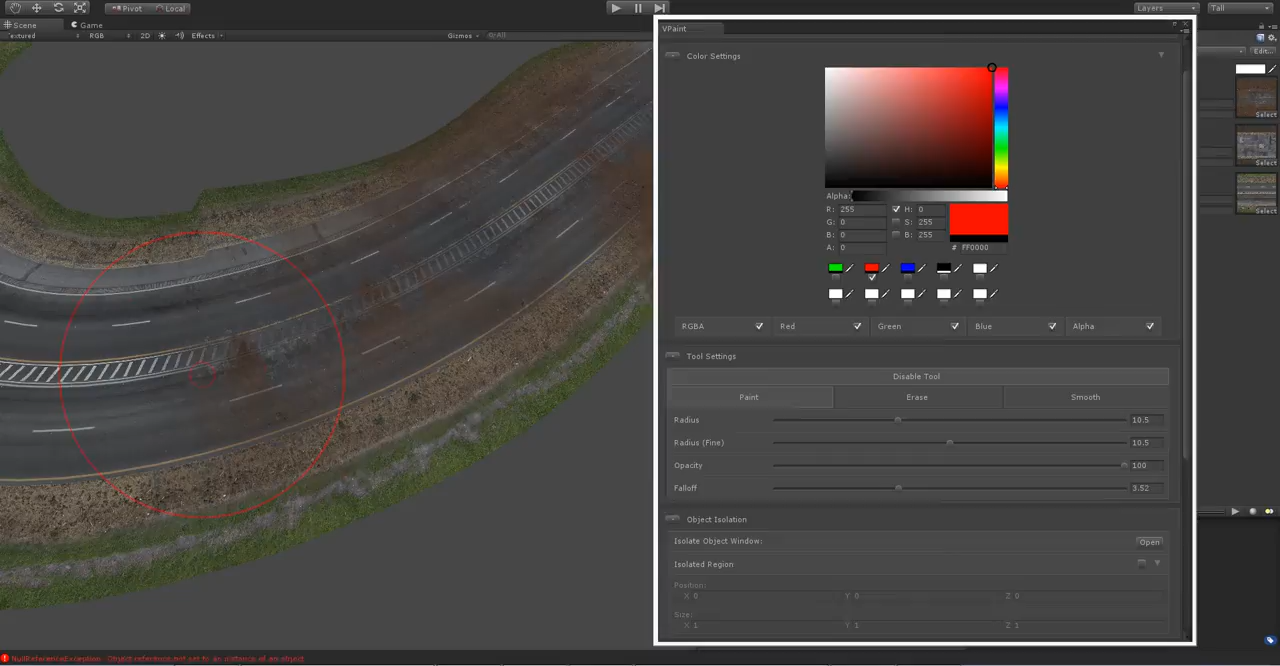 Pivot Local
Layers Tall
Scene Game
Textured RGB 2D Effects Gizmos All
VPaint
Edit...
Color Settings
Select
Select
Select
Alpha:
R: 255 H: 0
G: 0 S: 255
B: 0 B: 255
A: 0 # FF0000
RGBA Red Green Blue Alpha
Tool Settings
Disable Tool
Paint Erase Smooth
Radius 10.5
Radius (Fine) 10.5
Opacity 100
Falloff 3.52
Object Isolation
Isolate Object Window: Open
Isolated Region
Position:
X 0 Y 0 Z 0
Size:
X 1 Y 1 Z 1
NullReferenceException: Object reference not set to an instance of an object